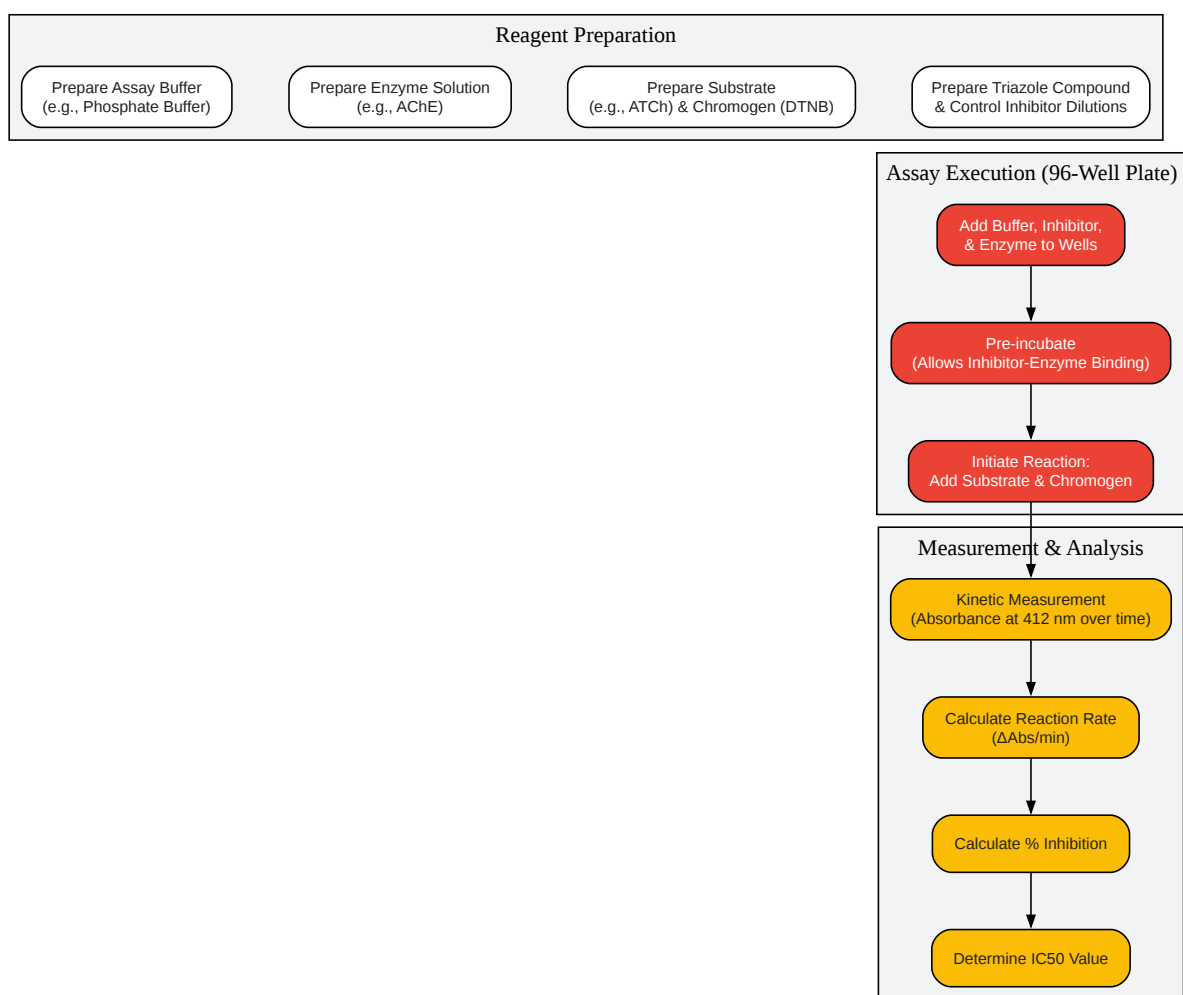 Reagent Preparation
Prepare Assay Buffer
(e.g., Phosphate Buffer)
Prepare Enzyme Solution
(e.g., AChE)
Prepare Substrate
(e.g., ATCh) & Chromogen (DTNB)
Prepare Triazole Compound
& Control Inhibitor Dilutions
Assay Execution (96-Well Plate)
Add Buffer, Inhibitor,
& Enzyme to Wells
Pre-incubate
(Allows Inhibitor-Enzyme Binding)
Initiate Reaction:
Add Substrate & Chromogen
Measurement & Analysis
Kinetic Measurement
(Absorbance at 412 nm over time)
Calculate Reaction Rate
(ΔAbs/min)
Calculate % Inhibition
Determine IC50 Value